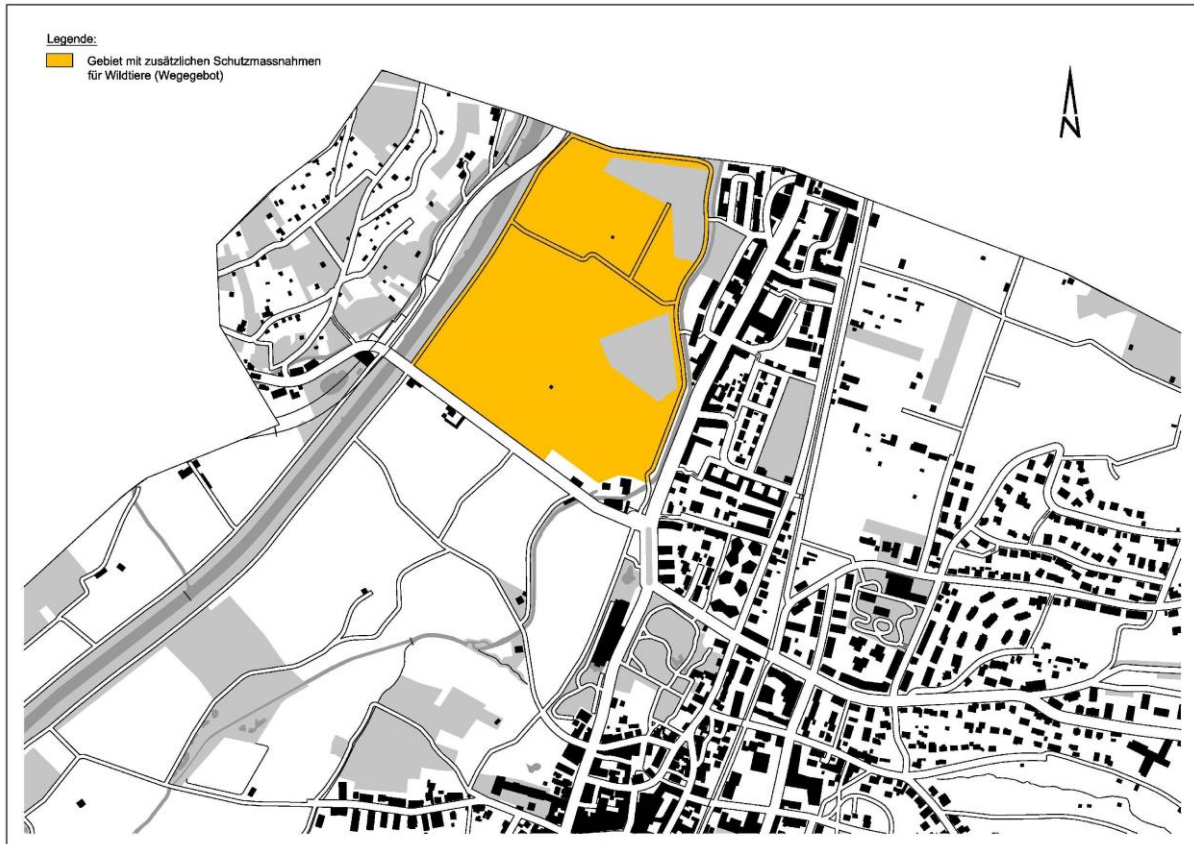 Legende:
Gebiet mit zusätzlichen Schutzmassnahmen
für Wildtiere (Wegegebot)
N